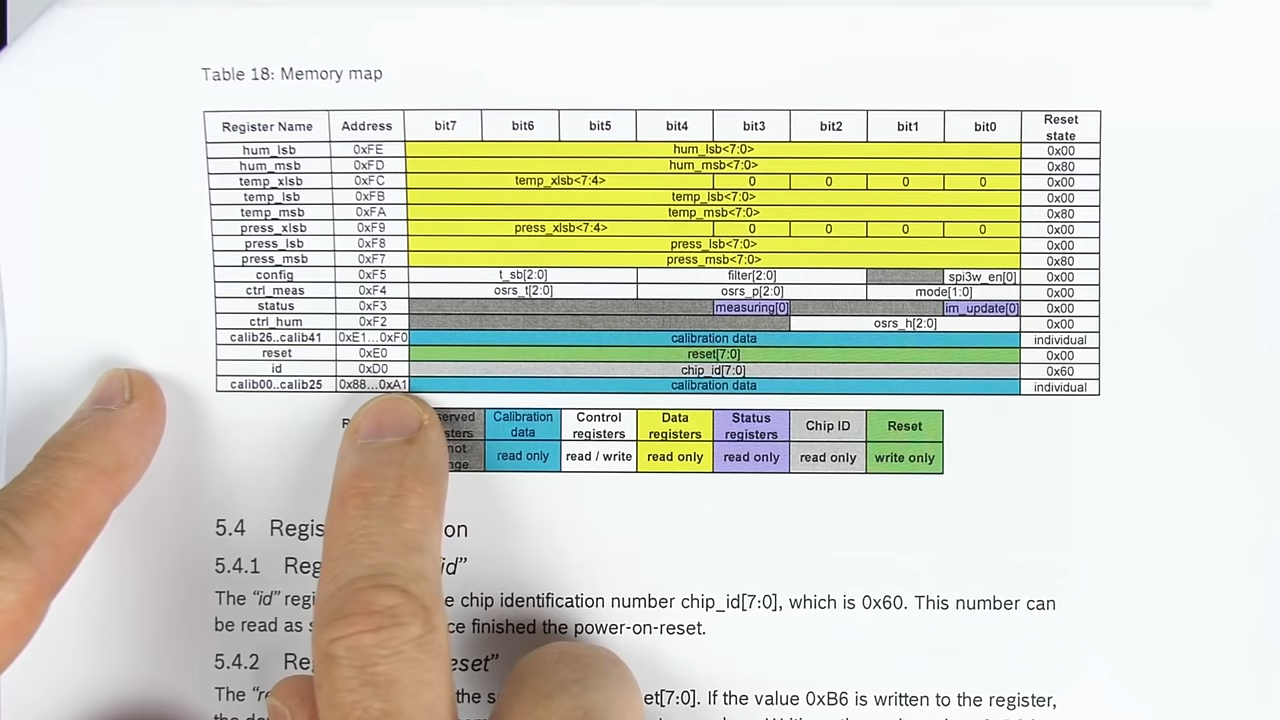 Table 18: Memory map
Register Name Address bit7 bit6 bit5 bit4 bit3 bit2 bit1 bit0 Reset state
hum_lsb 0xFE hum_lsb<7:0> 0x00
hum_msb 0xFD hum_msb<7:0> 0x80
temp_xlsb 0xFC temp_xlsb<7:4> 0 0 0 0 0x00
temp_lsb 0xFB temp_lsb<7:0> 0x00
temp_msb 0xFA temp_msb<7:0> 0x80
press_xlsb 0xF9 press_xlsb<7:4> 0 0 0 0 0x00
press_lsb 0xF8 press_lsb<7:0> 0x00
press_msb 0xF7 press_msb<7:0> 0x80
config 0xF5 t_sb[2:0] filter[2:0] spi3w_en[0] 0x00
ctrl_meas 0xF4 osrs_t[2:0] osrs_p[2:0] mode[1:0] 0x00
status 0xF3 measuring[0] im_update[0] 0x00
ctrl_hum 0xF2 osrs_h[2:0] 0x00
calib26..calib41 0xE1...0xF0 calibration data individual
reset 0xE0 reset[7:0] 0x00
id 0xD0 chip_id[7:0] 0x60
calib00..calib25 0x88...0xA1 calibration data individual
Calibration data Control registers Data registers Status registers Chip ID Reset
read only read / write read only read only read only write only
5.4 Regis on
5.4.1 Reg id”
The “id” regi e chip identification number chip_id[7:0], which is 0x60. This number can
be read as s ce finished the power-on-reset.
5.4.2 Re eset”
The “re the s et[7:0]. If the value 0xB6 is written to the register,